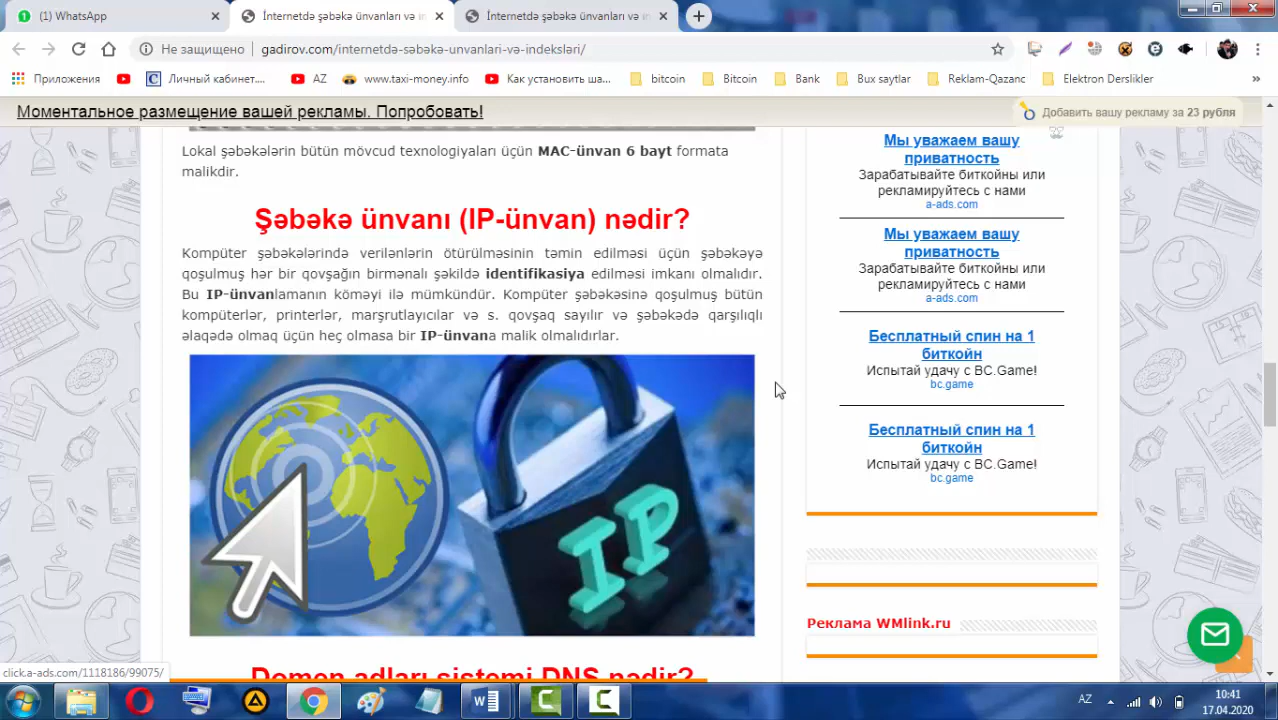 (1) WhatsApp
İnternetdə şəbəkə ünvanları və in
İnternetdə şəbəkə ünvanları və in
Не защищено
gadirov.com/internetdə-səbəkə-unvanlari-və-indeksləri/
Приложения
Личный кабинет....
AZ
www.taxi-money.info
Как установить ша...
bitcoin
Bitcoin
Bank
Bux saytlar
Reklam-Qazanc
Elektron Derslikler
»
Моментальное размещение вашей рекламы. Попробовать!
Добавить вашу рекламу за 23 рубля
Lokal şəbəkələrin bütün mövcud texnologiyaları üçün MAC-ünvan 6 bayt formata
malikdir.
Şəbəkə ünvanı (IP-ünvan) nədir?
Kompüter şəbəkələrində verilənlərin ötürülməsinin təmin edilməsi üçün şəbəkəyə
qoşulmuş hər bir qovşağın birmənalı şəkildə identifikasiya edilməsi imkanı olmalıdır.
Bu IP-ünvanlamanın köməyi ilə mümkündür. Kompüter şəbəkəsinə qoşulmuş bütün
kompüterlər, printerlər, marşrutlayıcılar və s. qovşaq sayılır və şəbəkədə qarşılıqlı
əlaqədə olmaq üçün heç olmasa bir IP-ünvana malik olmalıdırlar.
IP
Domen adları sistemi DNS nədir?
Мы уважаем вашу
приватность
Зарабатывайте биткойны или
рекламируйтесь с нами
a-ads.com
Мы уважаем вашу
приватность
Зарабатывайте биткойны или
рекламируйтесь с нами
a-ads.com
Бесплатный спин на 1
биткойн
Испытай удачу с BC.Game!
bc.game
Бесплатный спин на 1
биткойн
Испытай удачу с BC.Game!
bc.game
Реклама WMlink.ru
click.a-ads.com/1118186/99075/
AZ
10:41
17.04.2020